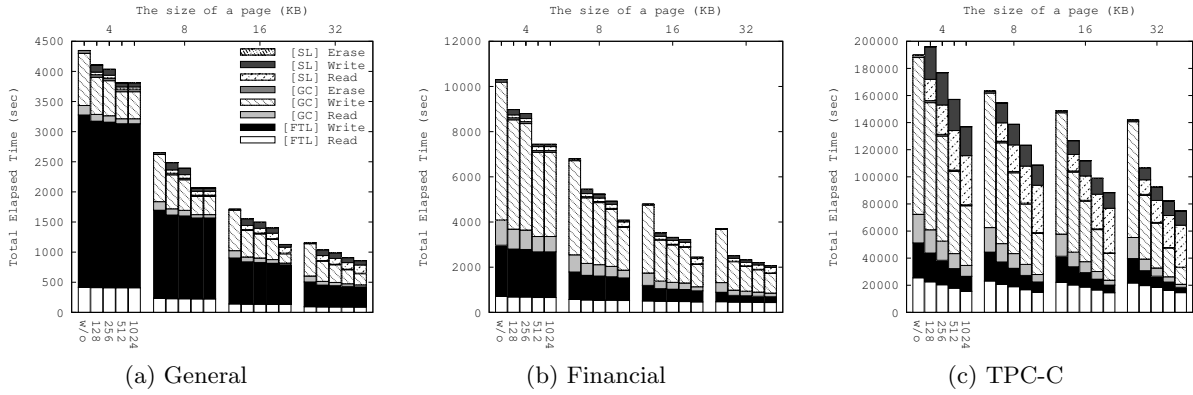 The size of a page (KB)
4 8 16 32
Total Elapsed Time (sec)
4500
4000
3500
3000
2500
2000
1500
1000
500
0
[SL] Erase
[SL] Write
[SL] Read
[GC] Erase
[GC] Write
[GC] Read
[FTL] Write
[FTL] Read
w/o 128 256 512 1024
(a) General
The size of a page (KB)
4 8 16 32
Total Elapsed Time (sec)
12000
10000
8000
6000
4000
2000
0
w/o 128 256 512 1024
(b) Financial
The size of a page (KB)
4 8 16 32
Total Elapsed Time (sec)
200000
180000
160000
140000
120000
100000
80000
60000
40000
20000
0
w/o 128 256 512 1024
(c) TPC-C